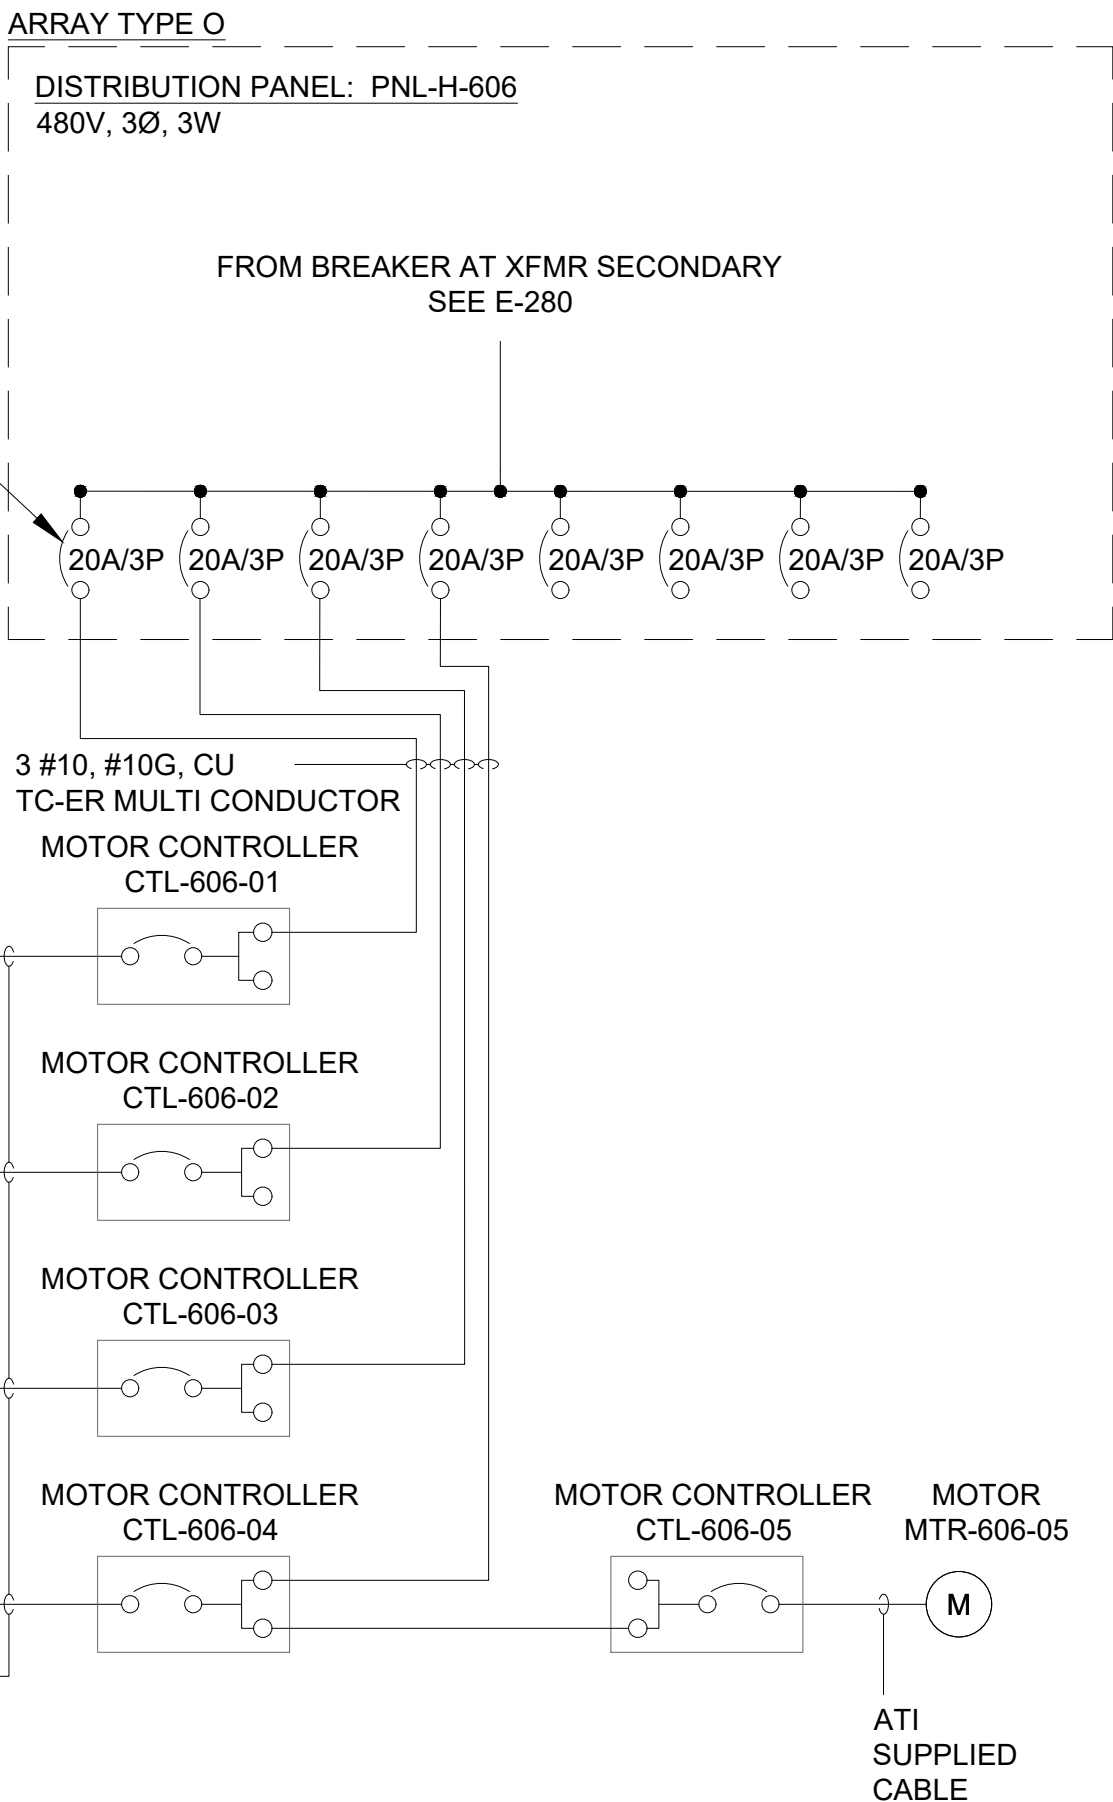 ARRAY TYPE O
DISTRIBUTION PANEL: PNL-H-606
480V, 3Ø, 3W
FROM BREAKER AT XFMR SECONDARY
SEE E-280
20A/3P 20A/3P 20A/3P 20A/3P 20A/3P 20A/3P 20A/3P 20A/3P
3 #10, #10G, CU
TC-ER MULTI CONDUCTOR
MOTOR CONTROLLER
CTL-606-01
MOTOR CONTROLLER
CTL-606-02
MOTOR CONTROLLER
CTL-606-03
MOTOR CONTROLLER
CTL-606-04
MOTOR CONTROLLER
CTL-606-05
MOTOR
MTR-606-05
M
ATI
SUPPLIED
CABLE